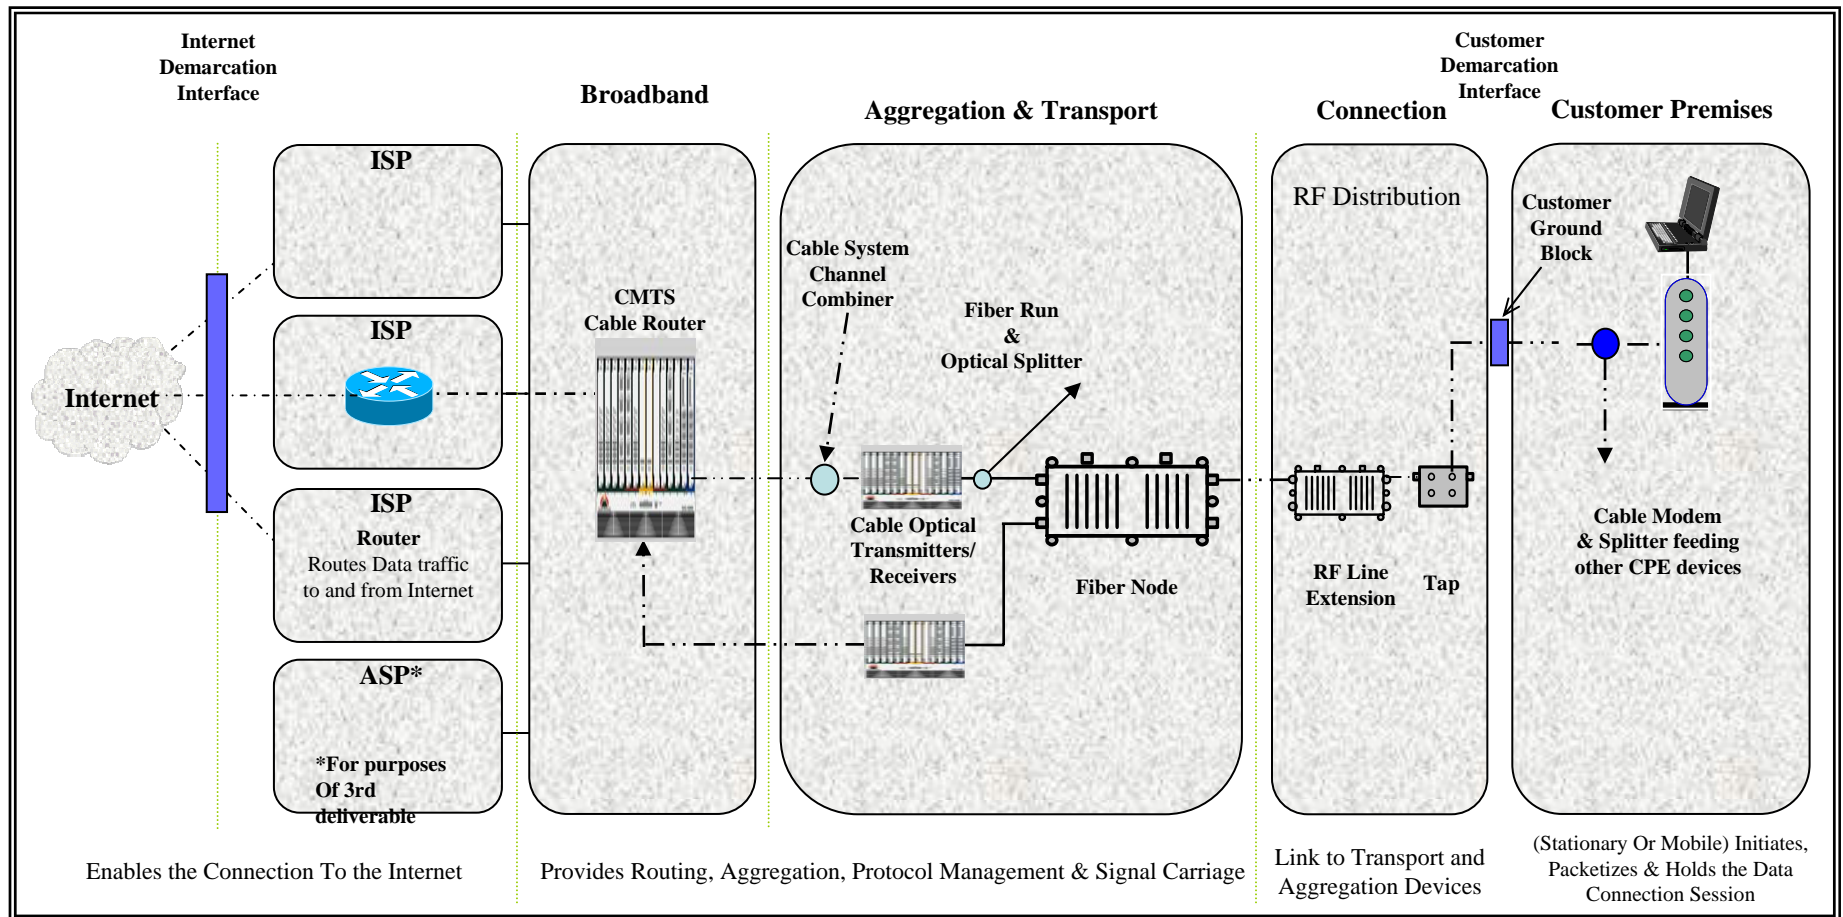 Internet
Demarcation
Interface
Customer
Demarcation
Interface
Broadband
Aggregation & Transport
Connection
Customer Premises
ISP
ISP
ISP
Router
Routes Data traffic
to and from Internet
ASP*
*For purposes
Of 3rd
deliverable
Internet
CMTS
Cable Router
Cable System
Channel
Combiner
Fiber Run
&
Optical Splitter
Cable Optical
Transmitters/
Receivers
Fiber Node
RF Distribution
RF Line
Extension
Tap
Customer
Ground
Block
Cable Modem
& Splitter feeding
other CPE devices
Enables the Connection To the Internet
Provides Routing, Aggregation, Protocol Management & Signal Carriage
Link to Transport and
Aggregation Devices
(Stationary Or Mobile) Initiates,
Packetizes & Holds the Data
Connection Session